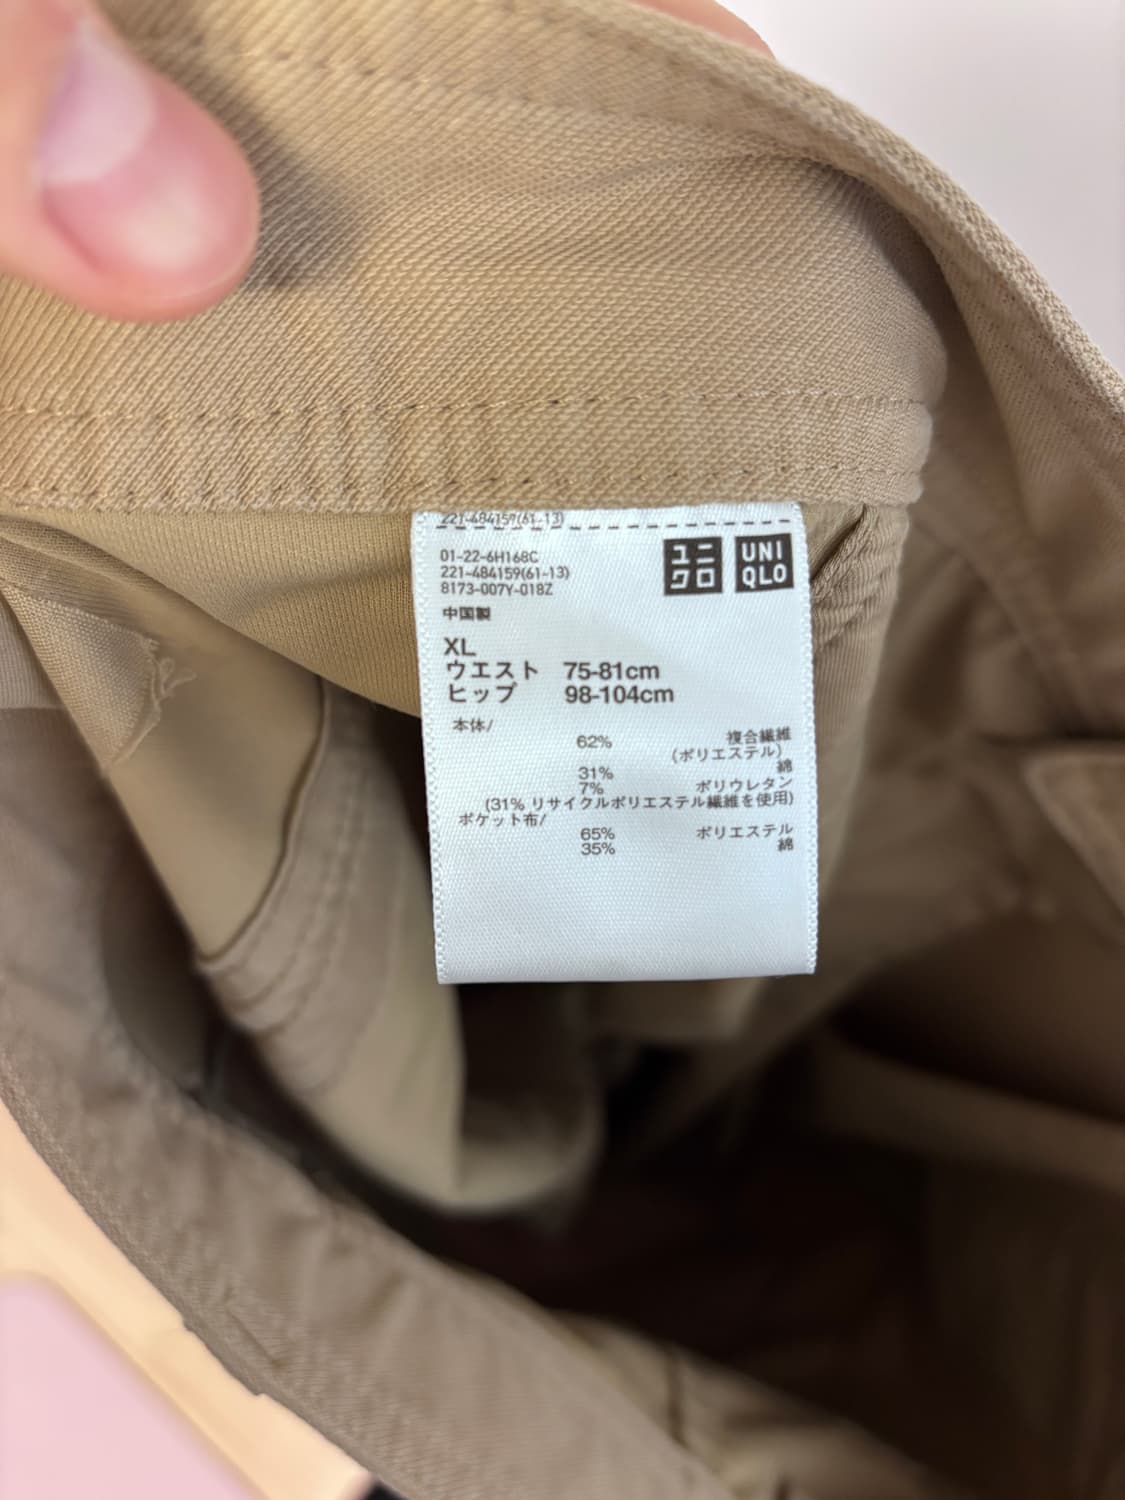 221-484159(61-13)
01-22-6H168C
221-484159(61-13)
8173-007Y-018Z
中国製
ユニ
クロ
UNI
QLO
XL
ウエスト 75-81cm
ヒップ 98-104cm
本体/
62% 複合繊維
(ポリエステル)
31% 綿
7% ポリウレタン
(31% リサイクルポリエステル繊維を使用)
ポケット布/
65% ポリエステル
35% 綿